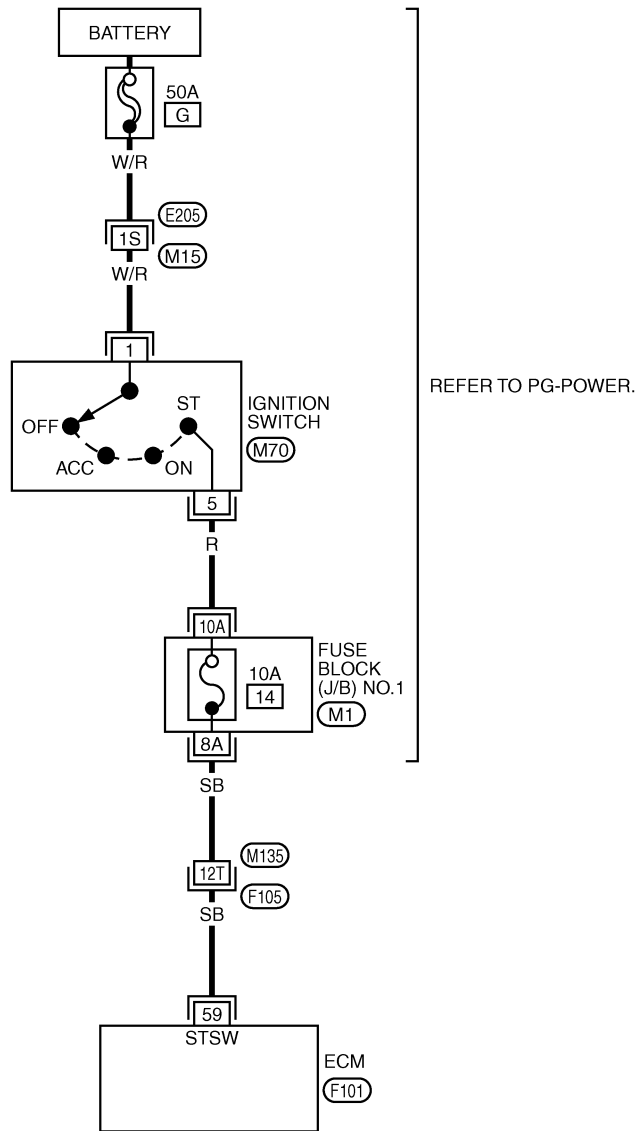 BATTERY
50A
G
W/R
E205
1S
M15
W/R
1
REFER TO PG-POWER.
ST
IGNITION
SWITCH
OFF
M70
ACC
ON
5
R
10A
FUSE
BLOCK
(J/B) NO.1
10A
14
M1
8A
SB
M135
12T
F105
SB
59
STSW
ECM
F101